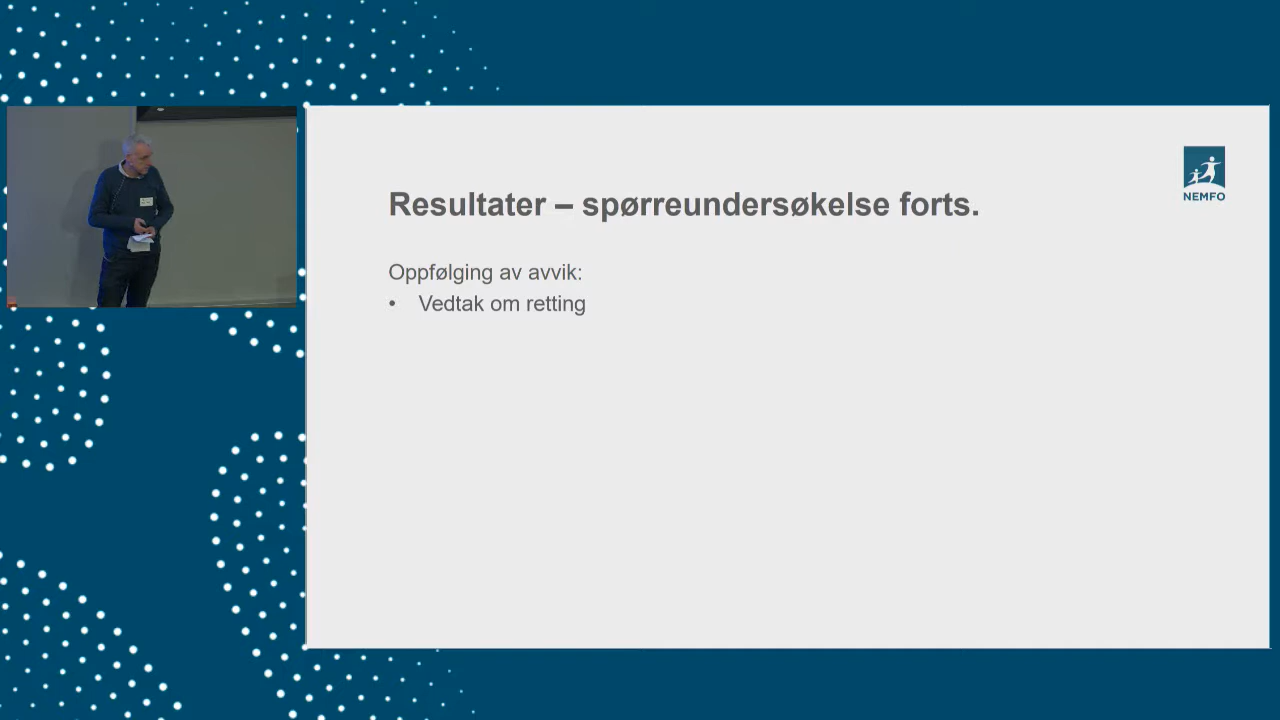 Resultater – spørreundersøkelse forts.
NEMFO
Oppfølging av avvik:
• Vedtak om retting